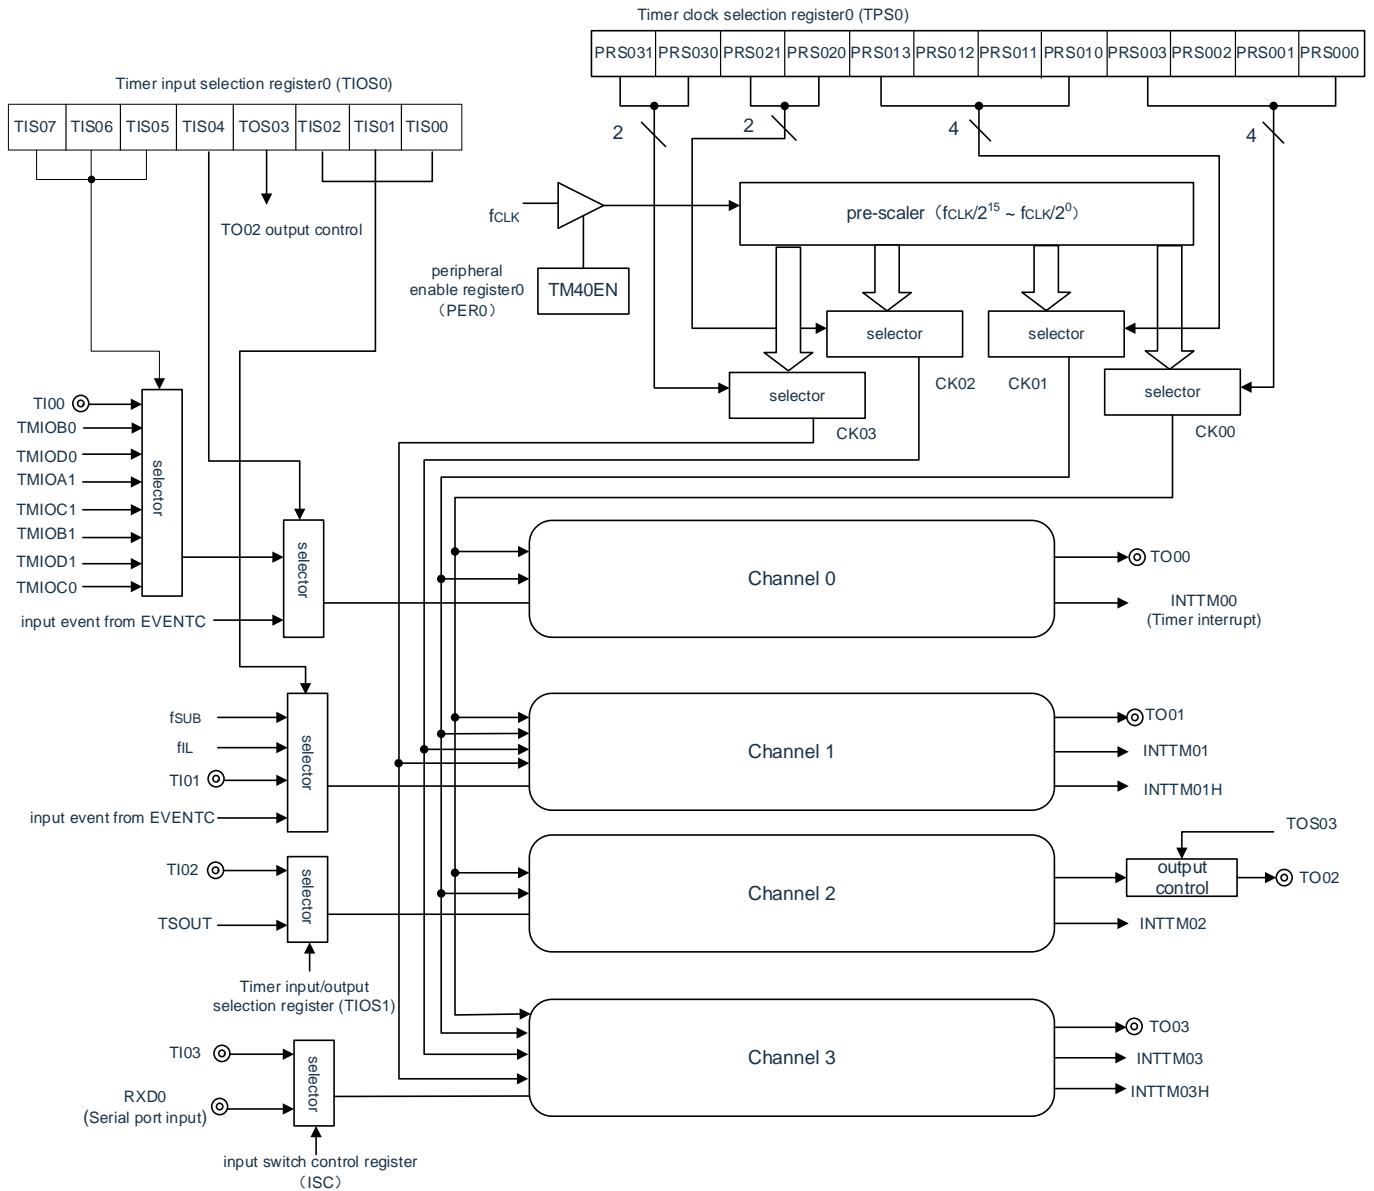 Timer clock selection register0 (TPS0)
PRS031 PRS030 PRS021 PRS020 PRS013 PRS012 PRS011 PRS010 PRS003 PRS002 PRS001 PRS000
Timer input selection register0 (TIOS0)
TIS07 TIS06 TIS05 TIS04 TOS03 TIS02 TIS01 TIS00
2
2
4
4
TO02 output control
fCLK
pre-scaler（fCLK/2^15 ~ fCLK/2^0）
peripheral
enable register0
（PER0）
TM40EN
selector
selector
CK02
CK01
selector
selector
CK03
CK00
TI00
TMIOB0
TMIOD0
TMIOA1
TMIOC1
TMIOB1
TMIOD1
TMIOC0
selector
input event from EVENTC
selector
Channel 0
TO00
INTTM00
(Timer interrupt)
fSUB
fIL
TI01
input event from EVENTC
selector
Channel 1
TO01
INTTM01
INTTM01H
TI02
TSOUT
selector
Timer input/output
selection register (TIOS1)
Channel 2
TOS03
output
control
TO02
INTTM02
TI03
RXD0
(Serial port input)
selector
input switch control register
（ISC）
Channel 3
TO03
INTTM03
INTTM03H